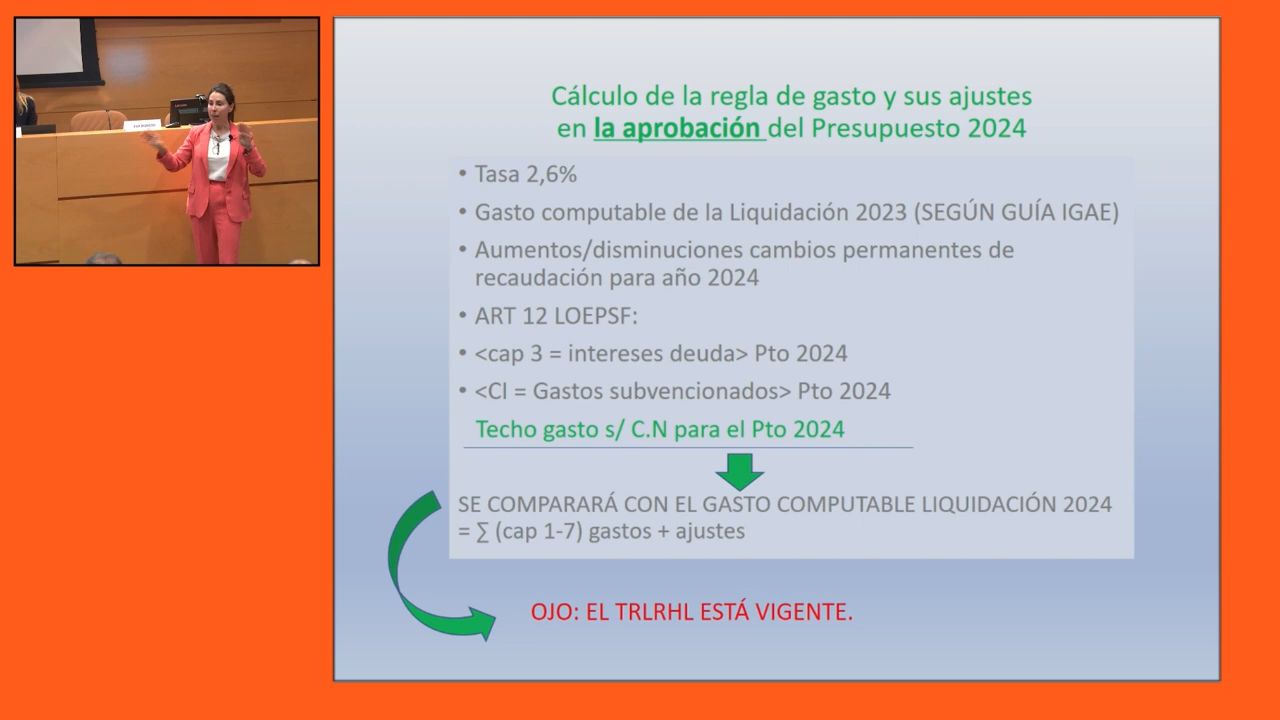 Cálculo de la regla de gasto y sus ajustes
en la aprobación del Presupuesto 2024
• Tasa 2,6%
• Gasto computable de la Liquidación 2023 (SEGÚN GUÍA IGAE)
• Aumentos/disminuciones cambios permanentes de
recaudación para año 2024
• ART 12 LOEPSF:
• <cap 3 = intereses deuda> Pto 2024
• <CI = Gastos subvencionados> Pto 2024
Techo gasto s/ C.N para el Pto 2024
SE COMPARARÁ CON EL GASTO COMPUTABLE LIQUIDACIÓN 2024
= ∑ (cap 1-7) gastos + ajustes
OJO: EL TRLRHL ESTÁ VIGENTE.